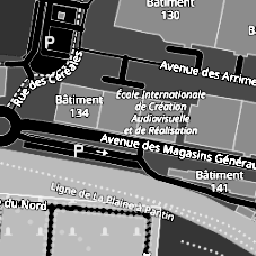 Bâtiment
130
P
Rue des Céréales
Avenue des Arrime
Bâtiment
134
École Internationale
de Création
Audiovisuelle
et de Réalisation
Avenue des Magasins Générau
P
Bâtiment
141
Ligne de La Plaine à Pantin
du Nord